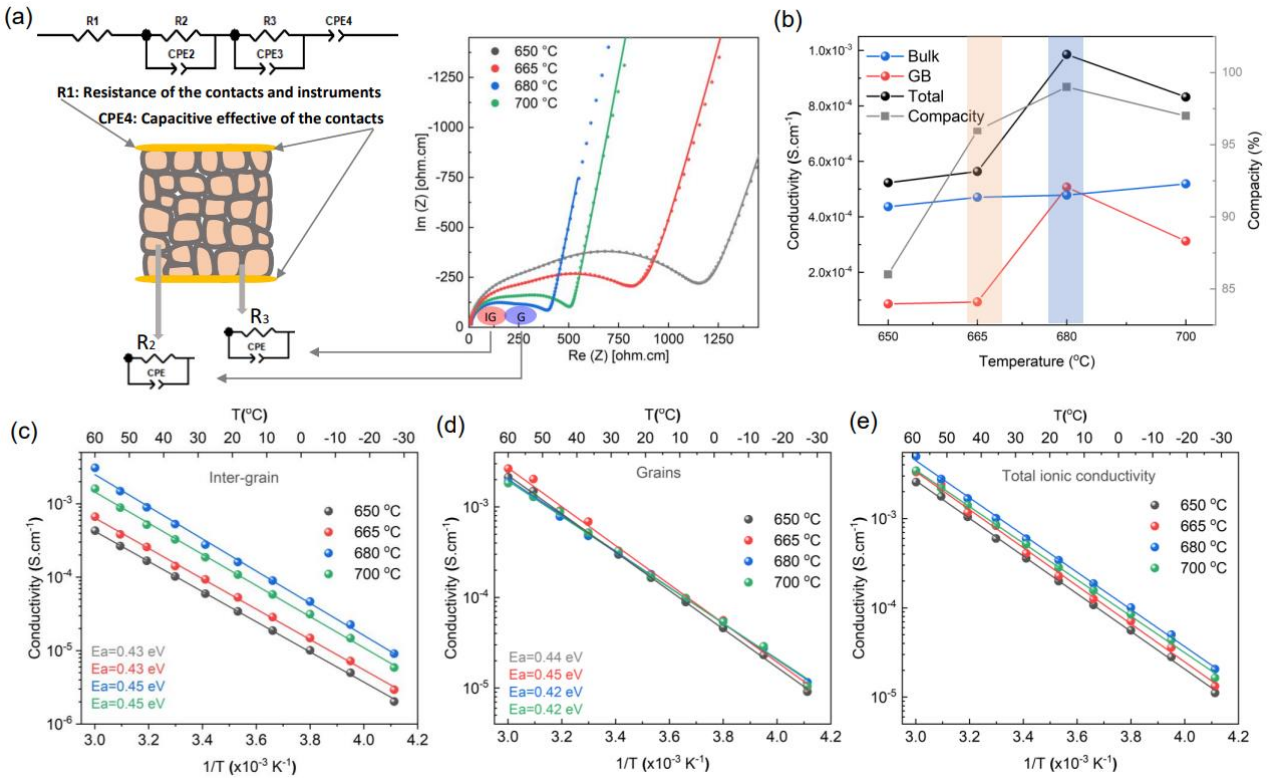 (a)
R1
R2
R3
CPE4
CPE2
CPE3
R1: Resistance of the contacts and instruments
CPE4: Capacitive effective of the contacts
R2
CPE
R3
CPE
Im (Z) [ohm.cm]
-1250
-1000
-750
-500
-250
0
650 °C
665 °C
680 °C
700 °C
IG
G
0 250 500 750 1000 1250
Re (Z) [ohm.cm]
(b)
Conductivity (S.cm-1)
1.0×10-3
8.0×10-4
6.0×10-4
4.0×10-4
2.0×10-4
Bulk
GB
Total
Compacity
100
95
90
85
Compacity (%)
650 665 680 700
Temperature (°C)
(c)
T(°C)
60 50 40 30 20 10 0 -10 -20 -30
Inter-grain
650 °C
665 °C
680 °C
700 °C
Conductivity (S.cm-1)
10-3
10-4
10-5
10-6
Ea=0.43 eV
Ea=0.43 eV
Ea=0.45 eV
Ea=0.45 eV
3.0 3.2 3.4 3.6 3.8 4.0 4.2
1/T (x10-3 K-1)
(d)
T(°C)
60 50 40 30 20 10 0 -10 -20 -30
Grains
650 °C
665 °C
680 °C
700 °C
Conductivity (S.cm-1)
10-3
10-4
10-5
Ea=0.44 eV
Ea=0.45 eV
Ea=0.42 eV
Ea=0.42 eV
3.0 3.2 3.4 3.6 3.8 4.0 4.2
1/T (x10-3 K-1)
(e)
T(°C)
60 50 40 30 20 10 0 -10 -20 -30
Total ionic conductivity
650 °C
665 °C
680 °C
700 °C
Conductivity (S.cm-1)
10-3
10-4
10-5
3.0 3.2 3.4 3.6 3.8 4.0 4.2
1/T (x10-3 K-1)